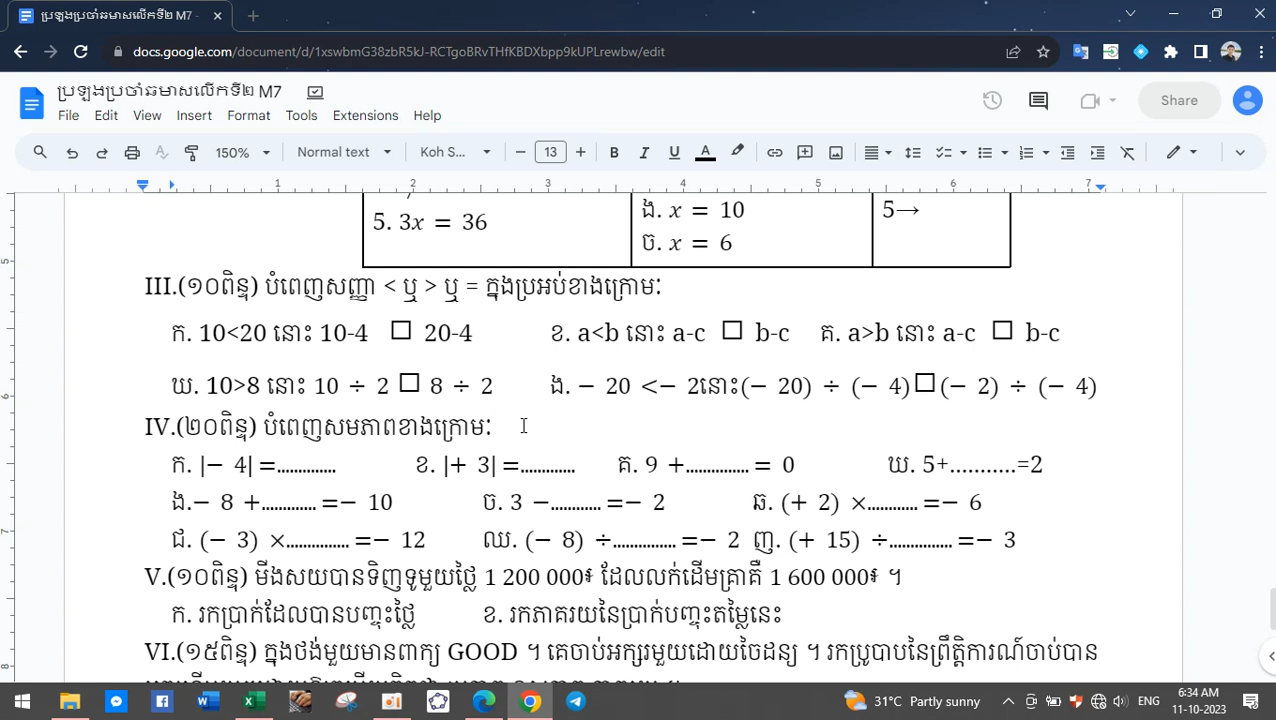 ប្រឡងប្រចាំឆមាសលើកទី២ M7
docs.google.com/document/d/1xswbmG38zbR5kJ-RCTgoBRvTHfKBDXbpp9kUPLrewbw/edit
ប្រឡងប្រចាំឆមាសលើកទី២ M7
File Edit View Insert Format Tools Extensions Help
Share
150% Normal text Koh S... 13
1 2 3 4 5 6 7
5. 3x = 36
ង. x = 10
5→
ច. x = 6
III.(១០ពិន្ទុ) បំពេញសញ្ញា < ឬ > ឬ = ក្នុងប្រអប់ខាងក្រោមៈ
ក. 10<20 នោះ 10-4 □ 20-4 ខ. a<b នោះ a-c □ b-c គ. a>b នោះ a-c □ b-c
ឃ. 10>8 នោះ 10 ÷ 2 □ 8 ÷ 2 ង. − 20 <− 2នោះ(− 20) ÷ (− 4)□(− 2) ÷ (− 4)
IV.(២០ពិន្ទុ) បំពេញសមភាពខាងក្រោមៈ
ក. |− 4| =............. ខ. |+ 3| =............ គ. 9 +.............. = 0 ឃ. 5+...........=2
ង.− 8 +............ =− 10 ច. 3 −........... =− 2 ឆ. (+ 2) ×........... =− 6
ជ. (− 3) ×.............. =− 12 ឈ. (− 8) ÷.............. =− 2 ញ. (+ 15) ÷.............. =− 3
V.(១០ពិន្ទុ) មីងសយបានទិញទូមួយថ្លៃ 1 200 000៛ ដែលលក់ដើមគ្រាគឺ 1 600 000៛ ។
ក. រកប្រាក់ដែលបានបញ្ចុះថ្លៃ ខ. រកភាគរយនៃប្រាក់បញ្ចុះតម្លៃនេះ
VI.(១៥ពិន្ទុ) ក្នុងថង់មួយមានពាក្យ GOOD ។ គេចាប់អក្សរមួយដោយចៃដន្យ ។ រកប្រូបាបនៃព្រឹត្តិការណ៍ចាប់បាន
31°C Partly sunny ENG 6:34 AM
11-10-2023